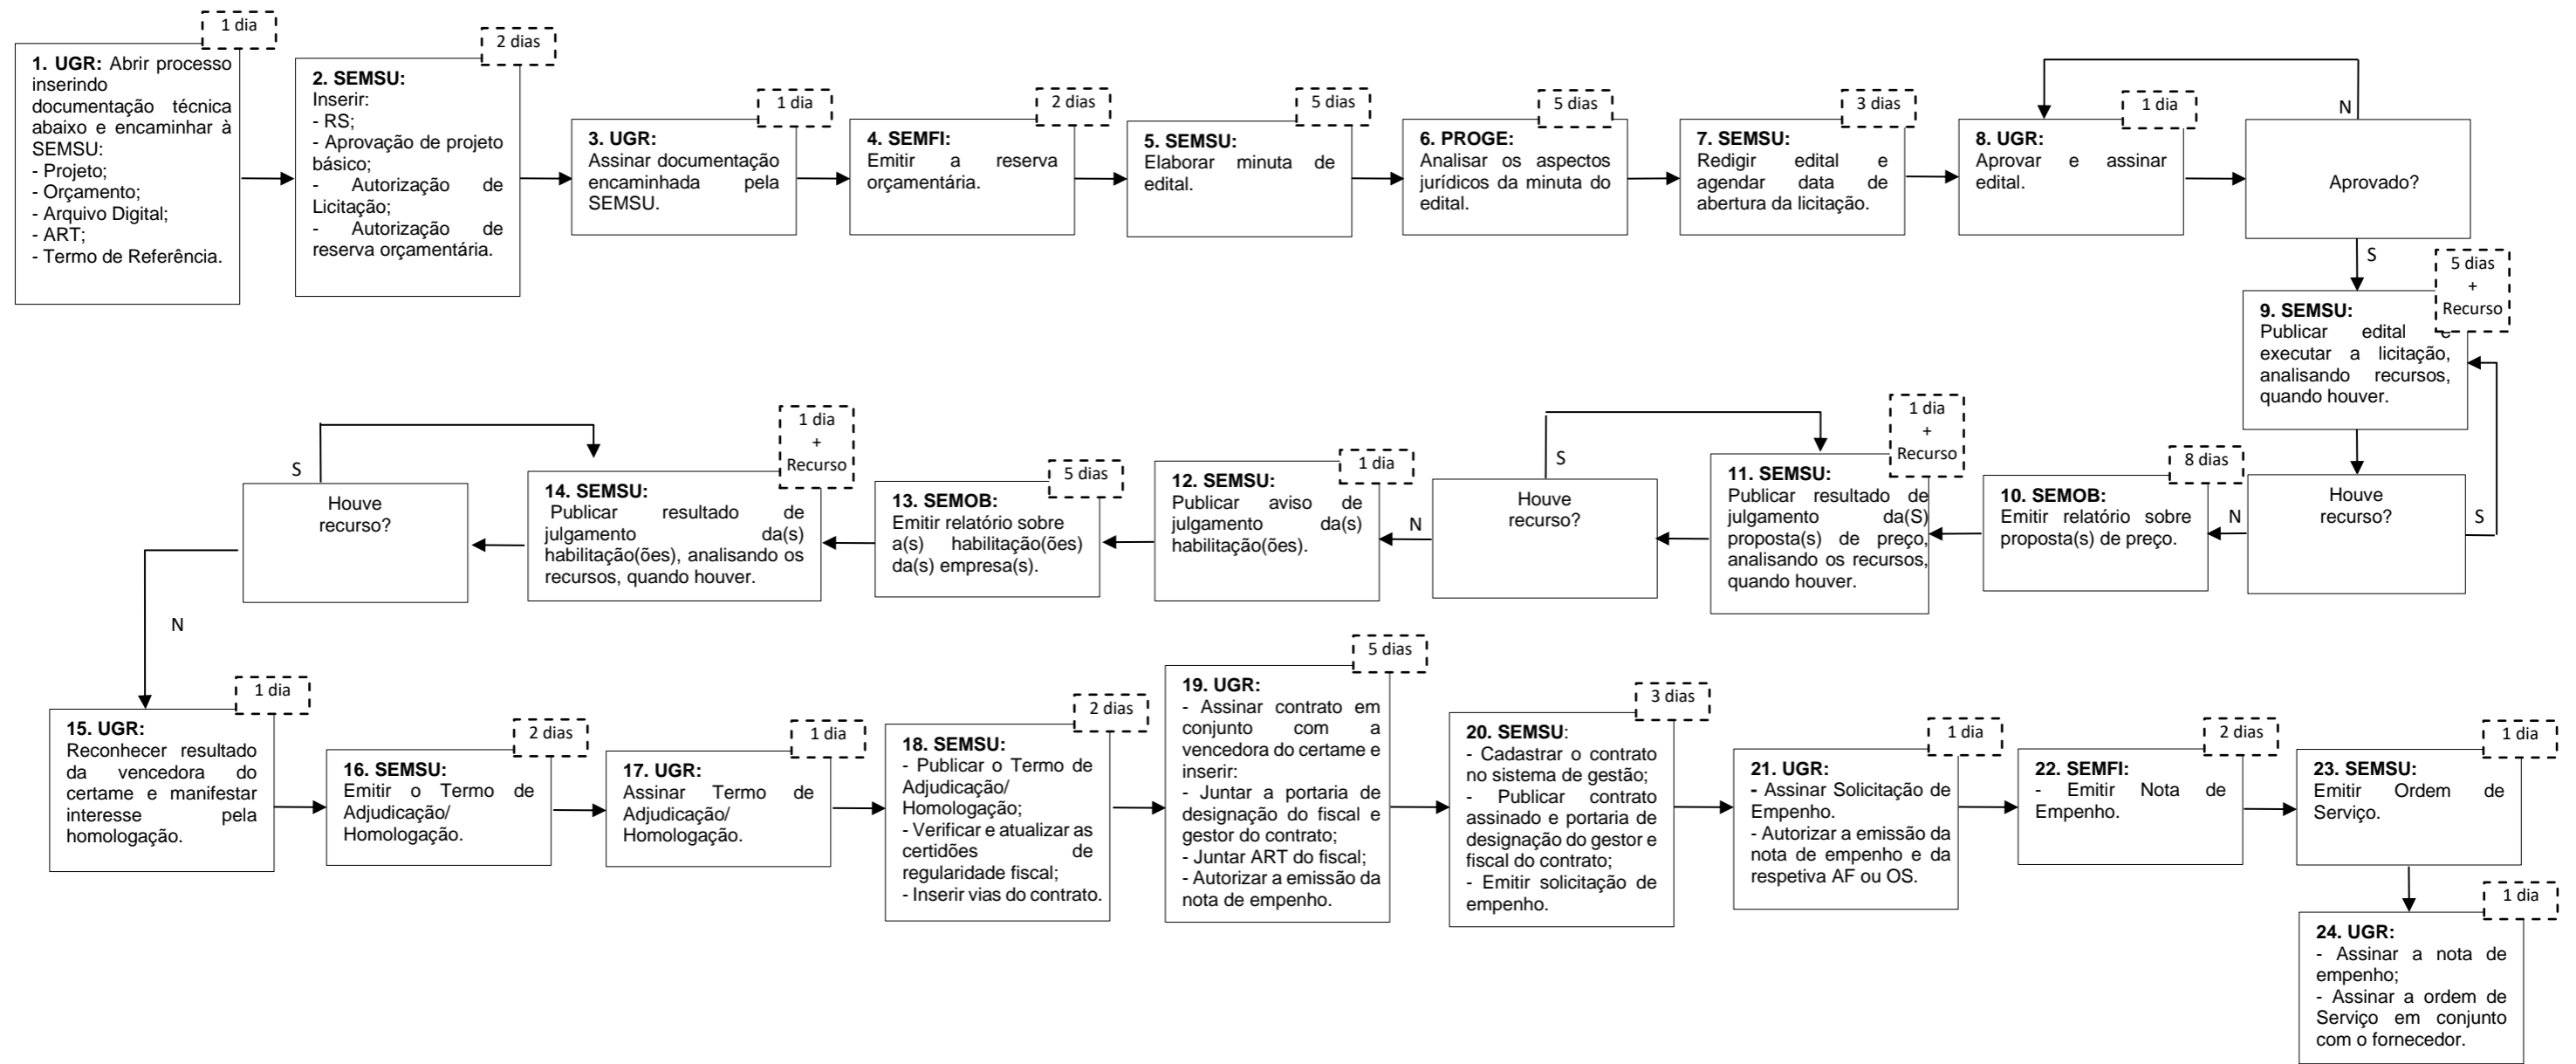 1 dia
1. UGR: Abrir processo
inserindo
documentação técnica
abaixo e encaminhar à
SEMSU:
- Projeto;
- Orçamento;
- Arquivo Digital;
- ART;
- Termo de Referência.
2 dias
2. SEMSU:
Inserir:
- RS;
- Aprovação de projeto
básico;
- Autorização de
Licitação;
- Autorização de
reserva orçamentária.
1 dia
3. UGR:
Assinar documentação
encaminhada pela
SEMSU.
2 dias
4. SEMFI:
Emitir a reserva
orçamentária.
5 dias
5. SEMSU:
Elaborar minuta de
edital.
5 dias
6. PROGE:
Analisar os aspectos
jurídicos da minuta do
edital.
3 dias
7. SEMSU:
Redigir edital e
agendar data de
abertura da licitação.
1 dia
8. UGR:
Aprovar e assinar
edital.
N
Aprovado?
S
5 dias
+
Recurso
9. SEMSU:
Publicar edital e
executar a licitação,
analisando recursos,
quando houver.
Houve
recurso?
S
N
8 dias
10. SEMOB:
Emitir relatório sobre
proposta(s) de preço.
1 dia
+
Recurso
11. SEMSU:
Publicar resultado de
julgamento da(S)
proposta(s) de preço,
analisando os recursos,
quando houver.
S
Houve
recurso?
N
1 dia
12. SEMSU:
Publicar aviso de
julgamento da(s)
habilitação(ões).
5 dias
13. SEMOB:
Emitir relatório sobre
a(s) habilitação(ões)
da(s) empresa(s).
1 dia
+
Recurso
14. SEMSU:
Publicar resultado de
julgamento da(s)
habilitação(ões), analisando os
recursos, quando houver.
S
Houve
recurso?
N
1 dia
15. UGR:
Reconhecer resultado
da vencedora do
certame e manifestar
interesse pela
homologação.
2 dias
16. SEMSU:
Emitir o Termo de
Adjudicação/
Homologação.
1 dia
17. UGR:
Assinar Termo de
Adjudicação/
Homologação.
2 dias
18. SEMSU:
- Publicar o Termo de
Adjudicação/
Homologação;
- Verificar e atualizar as
certidões de
regularidade fiscal;
- Inserir vias do contrato.
5 dias
19. UGR:
- Assinar contrato em
conjunto com a
vencedora do certame e
inserir:
- Juntar a portaria de
designação do fiscal e
gestor do contrato;
- Juntar ART do fiscal;
- Autorizar a emissão da
nota de empenho.
3 dias
20. SEMSU:
- Cadastrar o contrato
no sistema de gestão;
- Publicar contrato
assinado e portaria de
designação do gestor e
fiscal do contrato;
- Emitir solicitação de
empenho.
1 dia
21. UGR:
- Assinar Solicitação de
Empenho.
- Autorizar a emissão da
nota de empenho e da
respetiva AF ou OS.
2 dias
22. SEMFI:
- Emitir Nota de
Empenho.
1 dia
23. SEMSU:
Emitir Ordem de
Serviço.
1 dia
24. UGR:
- Assinar a nota de
empenho;
- Assinar a ordem de
Serviço em conjunto
com o fornecedor.